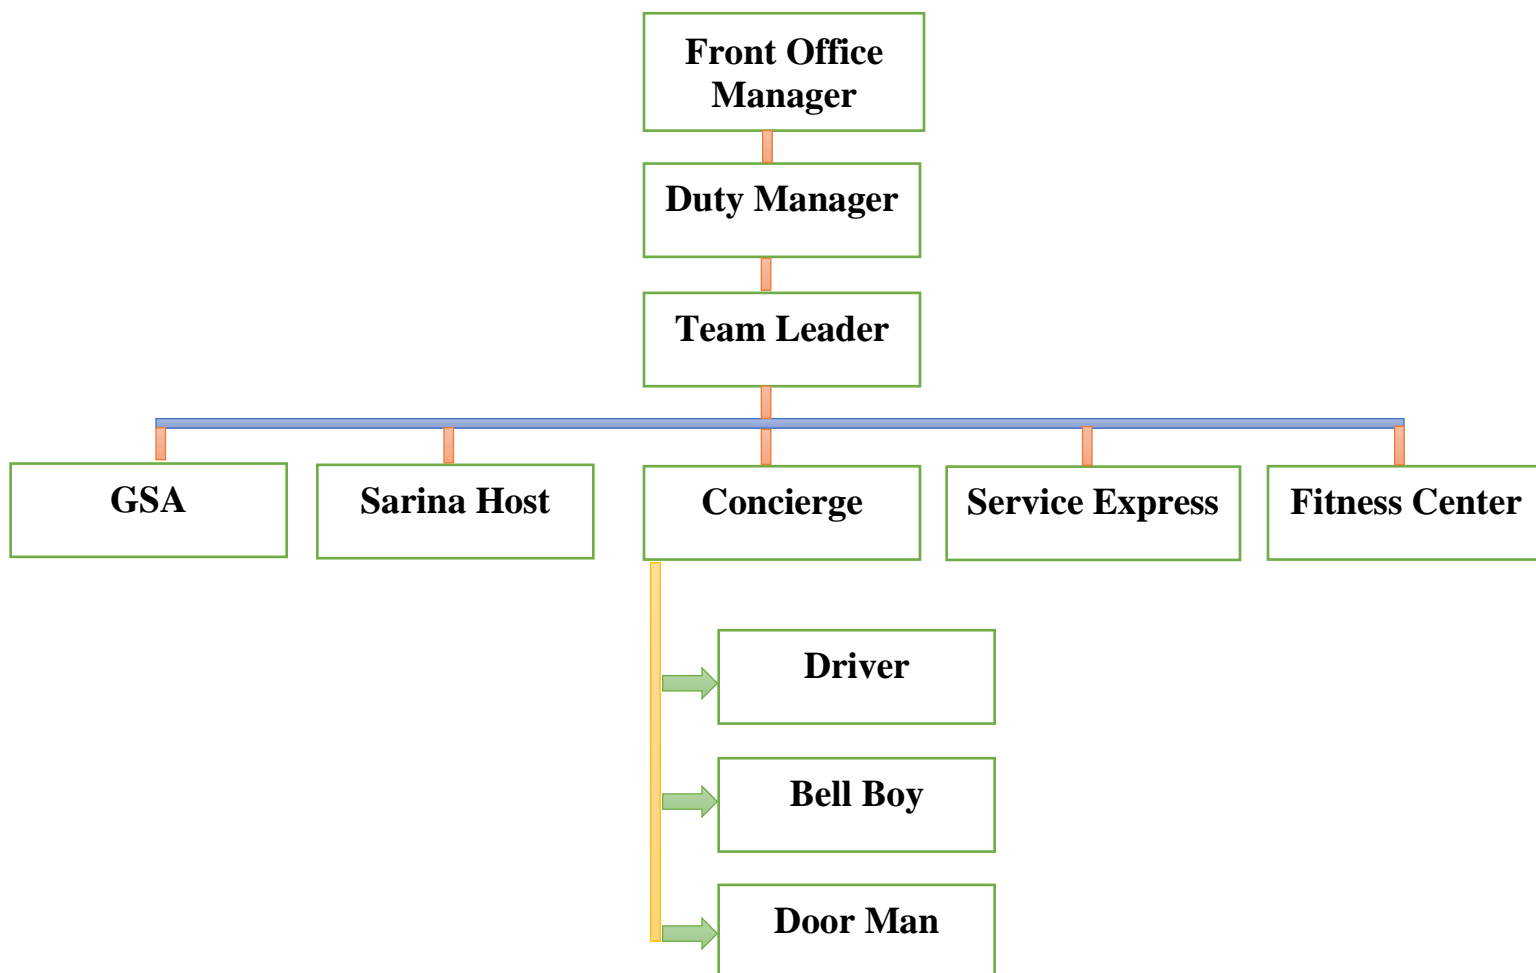 Front Office
Manager
Duty Manager
Team Leader
GSA
Sarina Host
Concierge
Service Express
Fitness Center
Driver
Bell Boy
Door Man